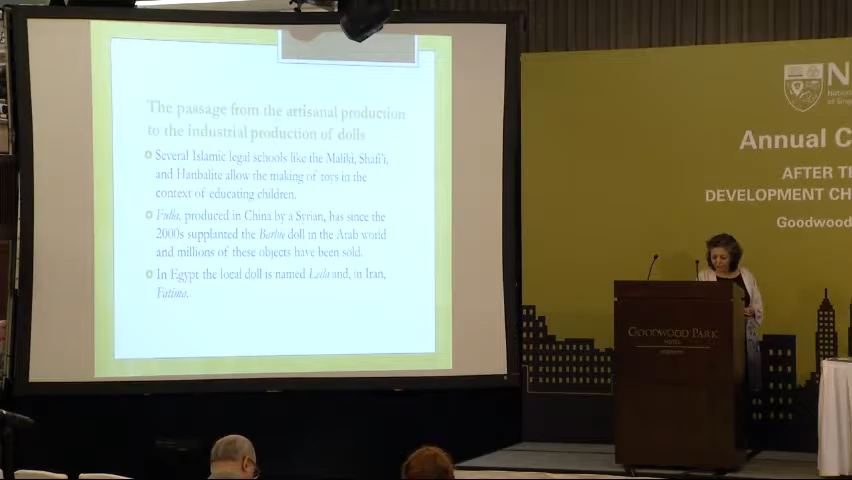 The passage from the artisanal production
to the industrial production of dolls
Several Islamic legal schools like the Maliki, Shafi'i,
and Hanbalite allow the making of toys in the
context of educating children.
Fulla, produced in China by a Syrian, has since the
2000s supplanted the Barbie doll in the Arab world
and millions of these objects have been sold.
In Egypt the local doll is named Leila and, in Iran,
Fatima.
N
Nation
of Sing
Annual C
AFTER TH
DEVELOPMENT CH
Goodwood
GOODWOOD PARK
HOTEL